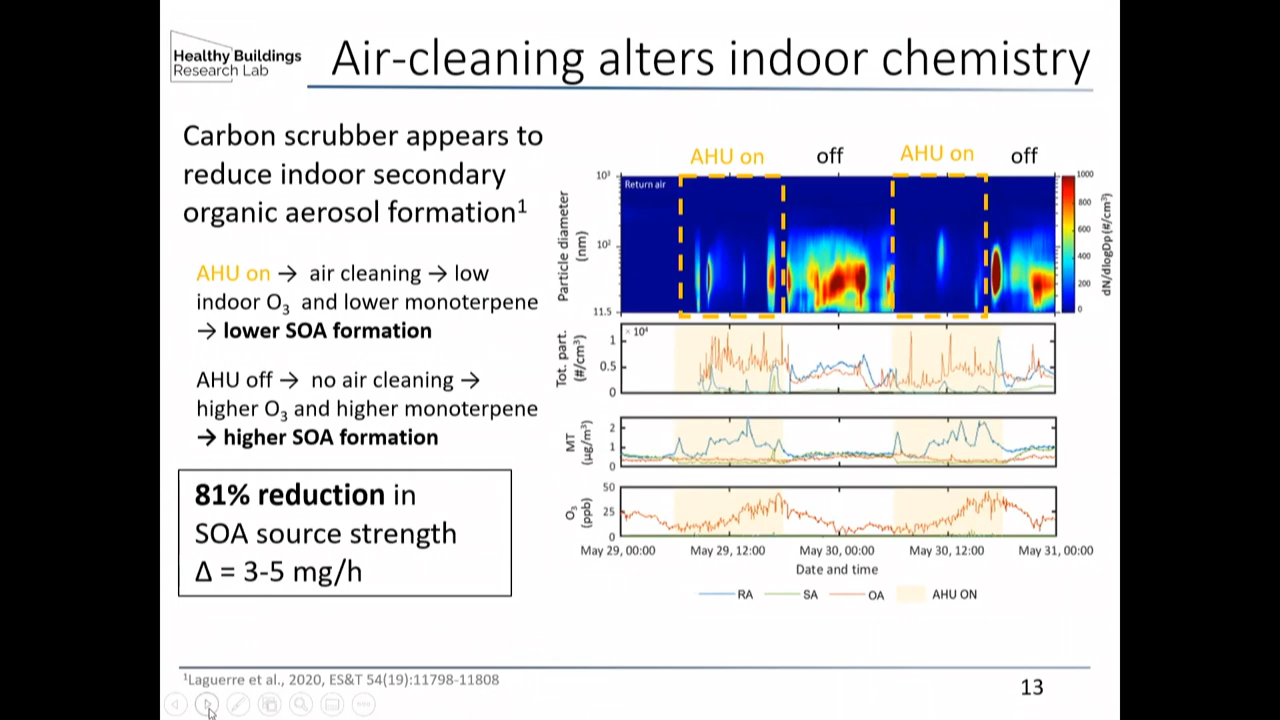 Healthy Buildings
Research Lab
Air-cleaning alters indoor chemistry
Carbon scrubber appears to
reduce indoor secondary
organic aerosol formation¹
AHU on → air cleaning → low
indoor O₃ and lower monoterpene
→ lower SOA formation
AHU off → no air cleaning →
higher O₃ and higher monoterpene
→ higher SOA formation
81% reduction in
SOA source strength
Δ = 3-5 mg/h
AHU on off AHU on off
Return air
Particle diameter
(nm)
10³
10²
11.5
1000
800
600
400
200
0
dN/dlogDp (#/cm³)
Tot. part.
(#/cm³)
× 10⁴
1
0.5
0
MT
(µg/m³)
2
1
0
O₃
(ppb)
50
25
0
May 29, 00:00 May 29, 12:00 May 30, 00:00 May 30, 12:00 May 31, 00:00
Date and time
RA SA OA AHU ON
¹Laguerre et al., 2020, ES&T 54(19):11798-11808
13